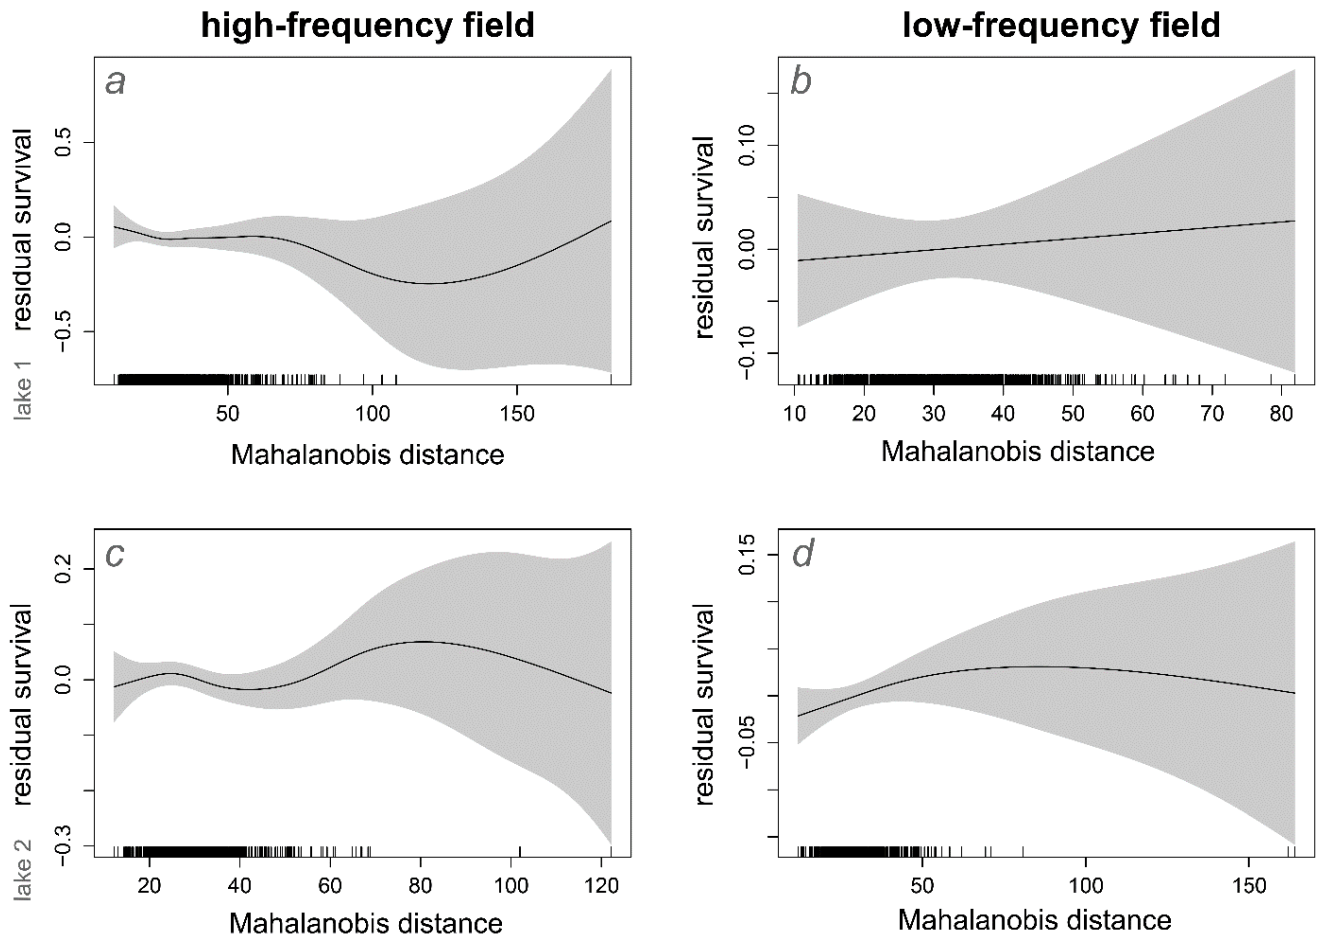 high-frequency field
low-frequency field
a
residual survival
lake 1
0.5
0.0
−0.5
50
100
150
Mahalanobis distance
b
residual survival
0.10
0.00
−0.10
10
20
30
40
50
60
70
80
Mahalanobis distance
c
residual survival
lake 2
0.2
0.0
−0.3
20
40
60
80
100
120
Mahalanobis distance
d
residual survival
0.15
−0.05
50
100
150
Mahalanobis distance